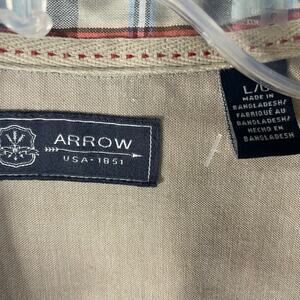 ARROW
USA • 1851
L/G
MADE IN
BANGLADESH/
FABRIQUÉ AU
BANGLADESH/
HECHO EN
BANGLADESH